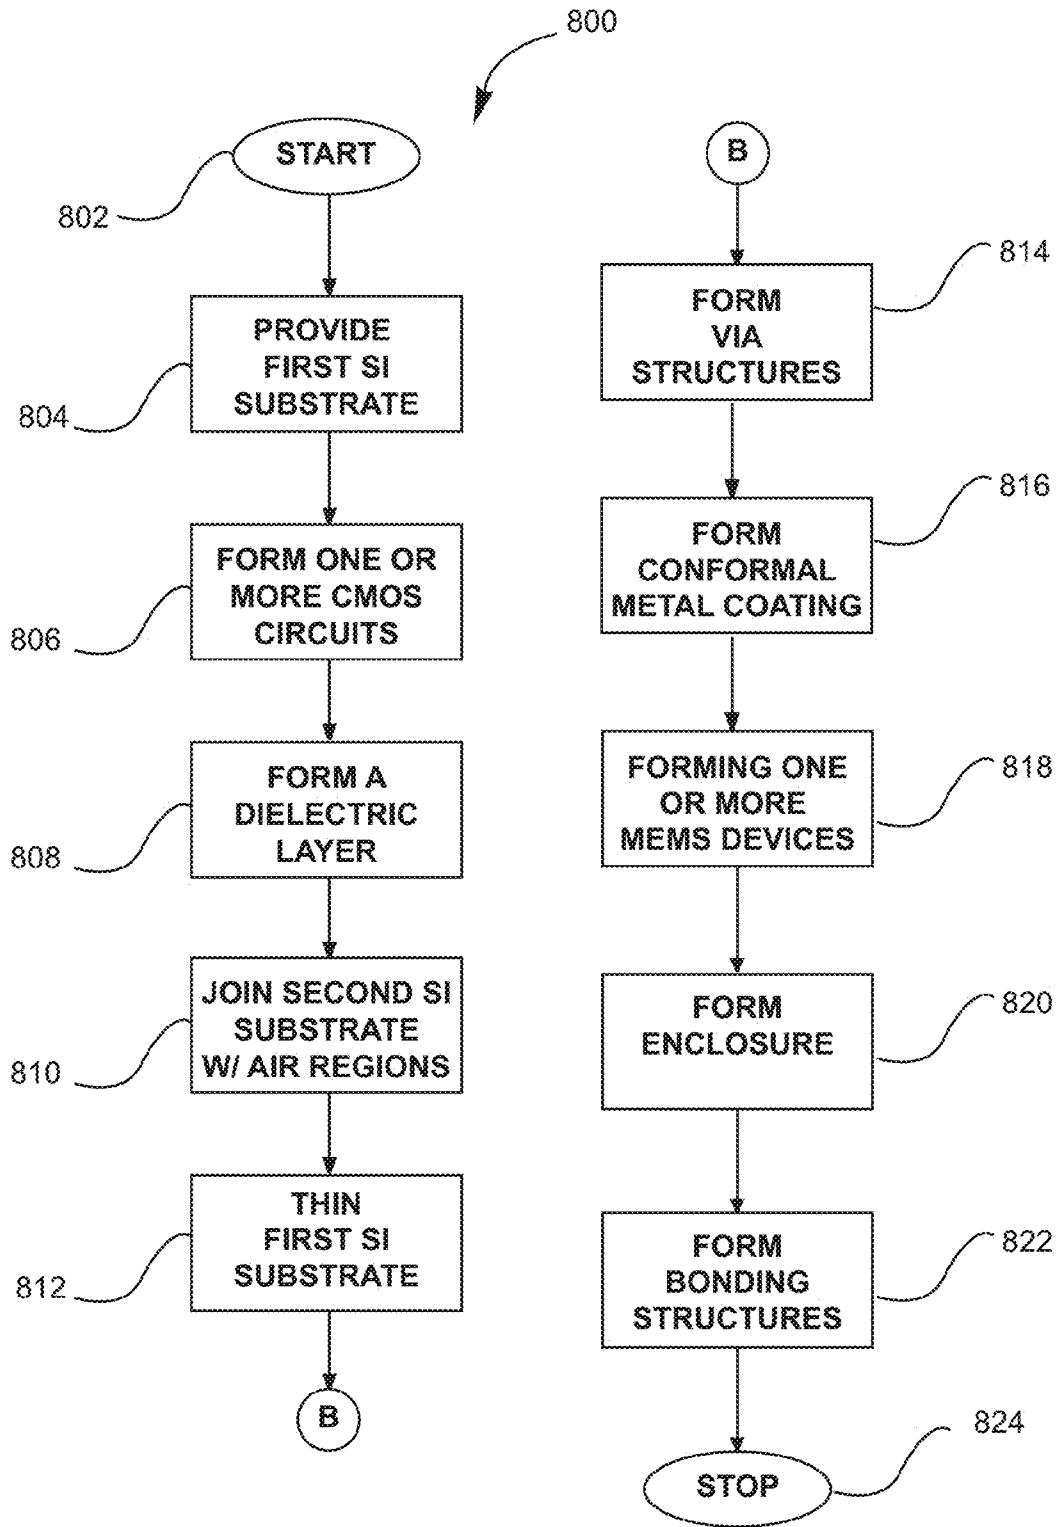 800
START
802
PROVIDE
FIRST SI
SUBSTRATE
804
FORM ONE OR
MORE CMOS
CIRCUITS
806
FORM A
DIELECTRIC
LAYER
808
JOIN SECOND SI
SUBSTRATE
W/ AIR REGIONS
810
THIN
FIRST SI
SUBSTRATE
812
B
B
814
FORM
VIA
STRUCTURES
816
FORM
CONFORMAL
METAL COATING
818
FORMING ONE
OR MORE
MEMS DEVICES
820
FORM
ENCLOSURE
822
FORM
BONDING
STRUCTURES
824
STOP